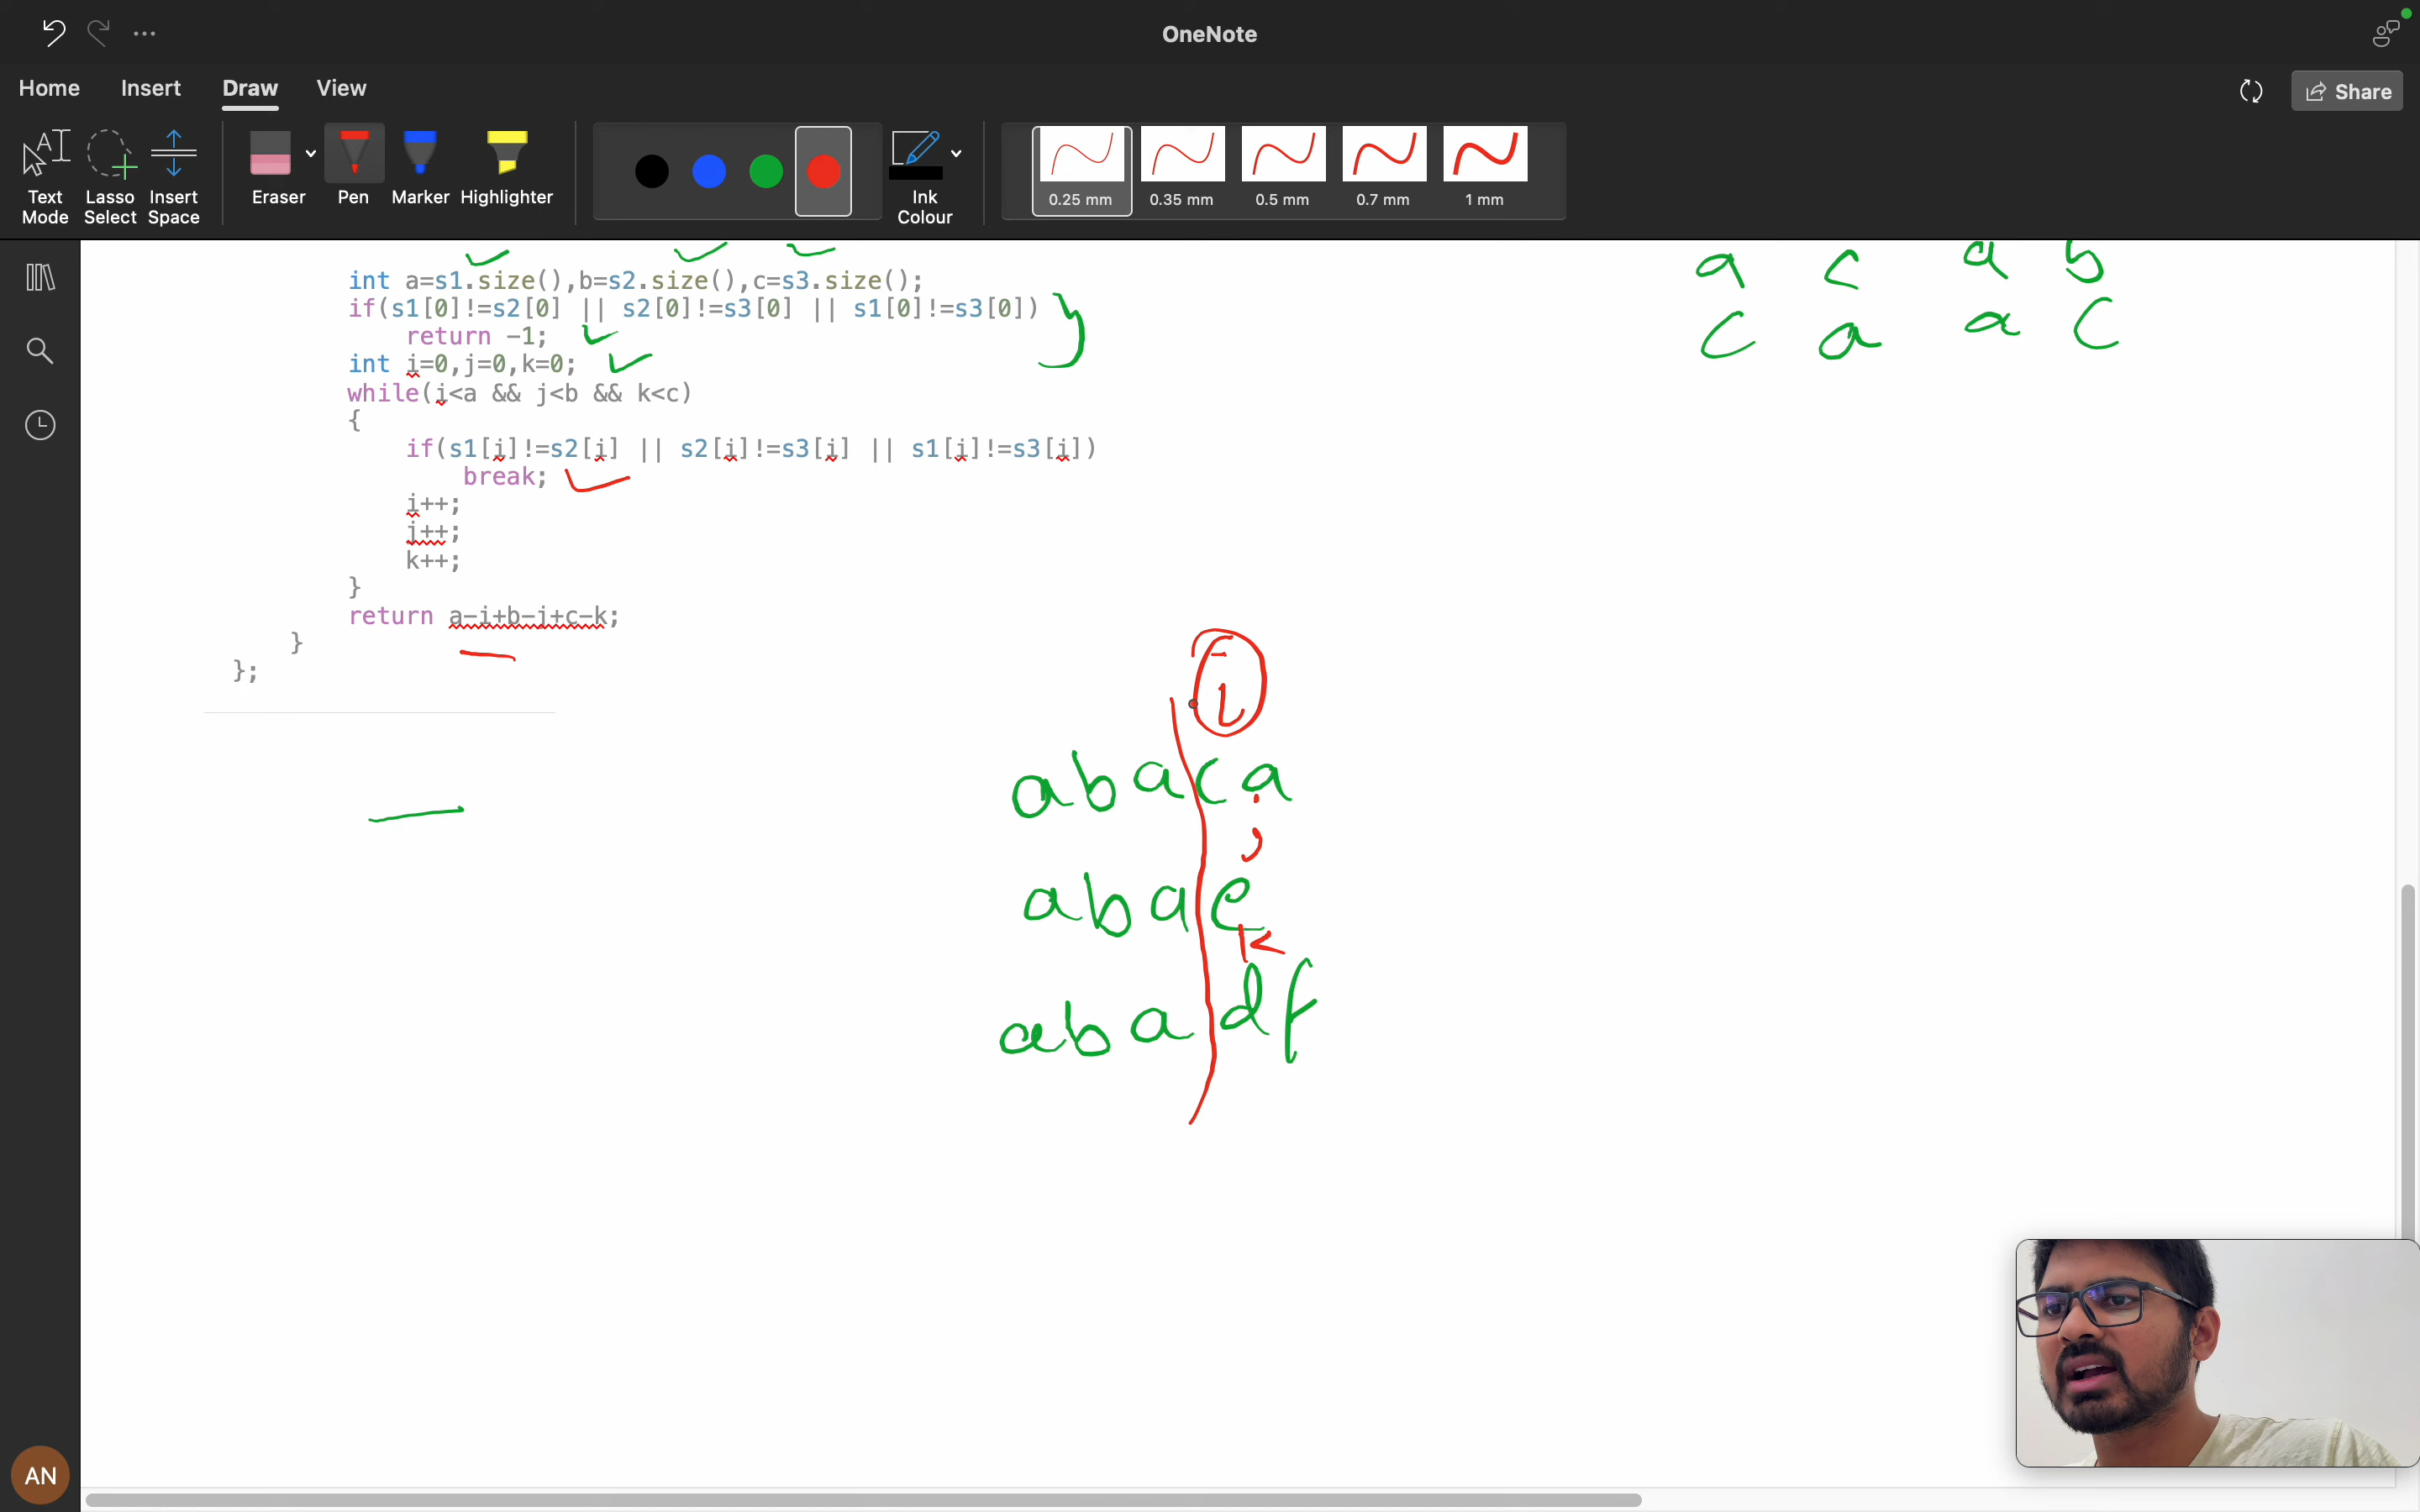 OneNote
Home Insert Draw View
Share
Text Mode
Lasso Select
Insert Space
Eraser
Pen
Marker
Highlighter
Ink Colour
0.25 mm
0.35 mm
0.5 mm
0.7 mm
1 mm
int a=s1.size(),b=s2.size(),c=s3.size();
if(s1[0]!=s2[0] || s2[0]!=s3[0] || s1[0]!=s3[0])
return -1;
int i=0,j=0,k=0;
while(i<a && j<b && k<c)
{
if(s1[i]!=s2[i] || s2[i]!=s3[i] || s1[i]!=s3[i])
break;
i++;
j++;
k++;
}
return a-i+b-j+c-k;
}
};
a c a b
c a a c
i
abaca
j
abae
k
abadf
AN